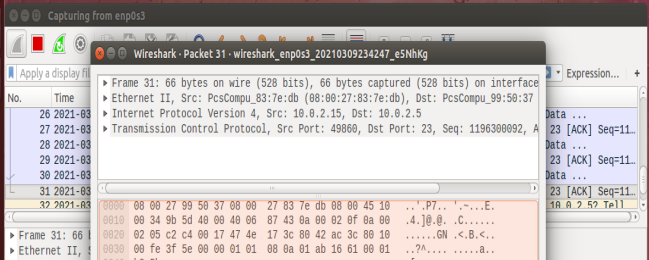 Capturing from enp0s3
Wireshark · Packet 31 · wireshark_enp0s3_20210309234247_e5NhKg
Apply a display fil
Expression... +
No. Time
Frame 31: 66 bytes on wire (528 bits), 66 bytes captured (528 bits) on interface
Ethernet II, Src: PcsCompu_83:7e:db (08:00:27:83:7e:db), Dst: PcsCompu_99:50:37
Internet Protocol Version 4, Src: 10.0.2.15, Dst: 10.0.2.5
Transmission Control Protocol, Src Port: 49860, Dst Port: 23, Seq: 1196300092, A
26 2021-03 Data ...
27 2021-03 23 [ACK] Seq=11...
28 2021-03 Data ...
29 2021-03 23 [ACK] Seq=11...
30 2021-03 Data ...
31 2021-03 23 [ACK] Seq=11...
32 2021-03 10.0.2.5? Tell
0000 08 00 27 99 50 37 08 00 27 83 7e db 08 00 45 10 ..'.P7.. '.~...E.
0010 00 34 9b 5d 40 00 40 06 87 43 0a 00 02 0f 0a 00 .4.]@.@. .C......
0020 02 05 c2 c4 00 17 47 4e 17 3c 80 42 ac 3c 80 10 ......GN .<.B.<..
0030 00 fe 3f 5e 00 00 01 01 08 0a 01 ab 16 61 00 01 ..?^.... .....a..
Frame 31: 66 b
Ethernet II, S